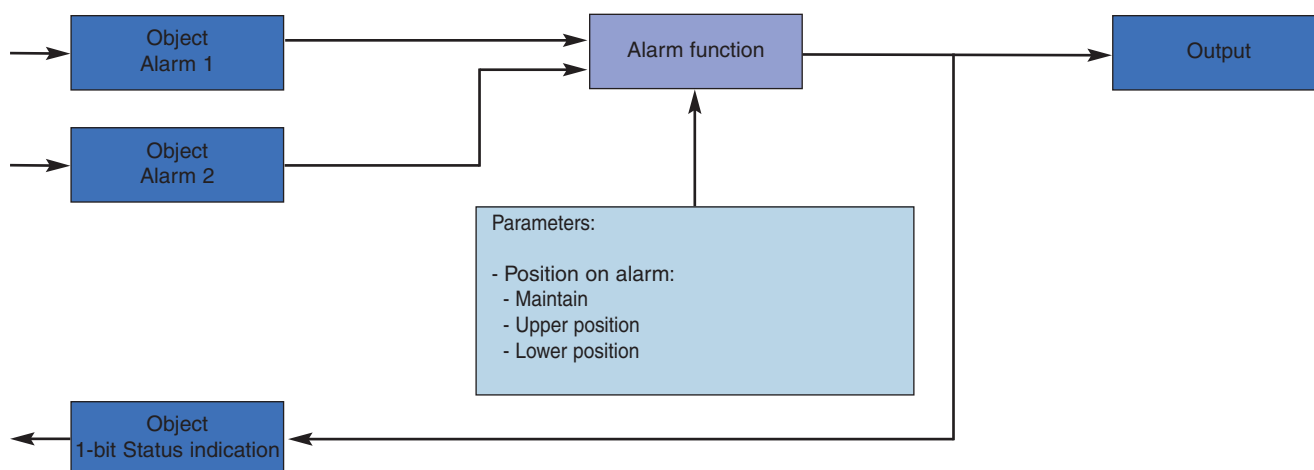 Object
Alarm 1
Alarm function
Output
Object
Alarm 2
Parameters:
- Position on alarm:
- Maintain
- Upper position
- Lower position
Object
1-bit Status indication